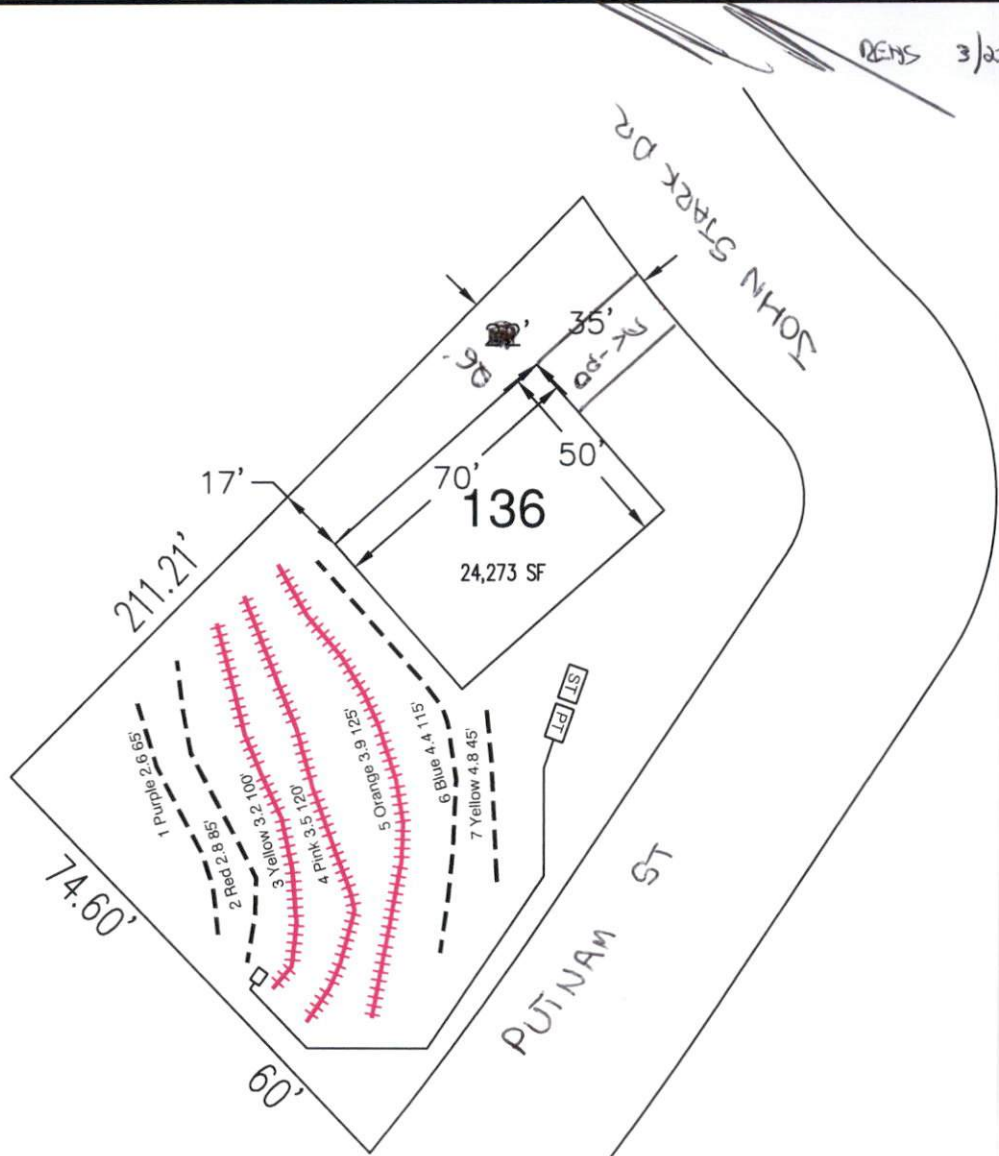 3/2
JOHN STARK DR
35'
26'
17'
70'
50'
136
24,273 SF
211.21'
1 Purple 2.6 65'
2 Red 2.8 85'
3 Yellow 3.2 100'
4 Pink 3.5 120'
5 Orange 3.9 125'
6 Blue 4.4 115'
7 Yellow 4.8 45'
ST
PT
74.60'
60'
PUTNAM ST